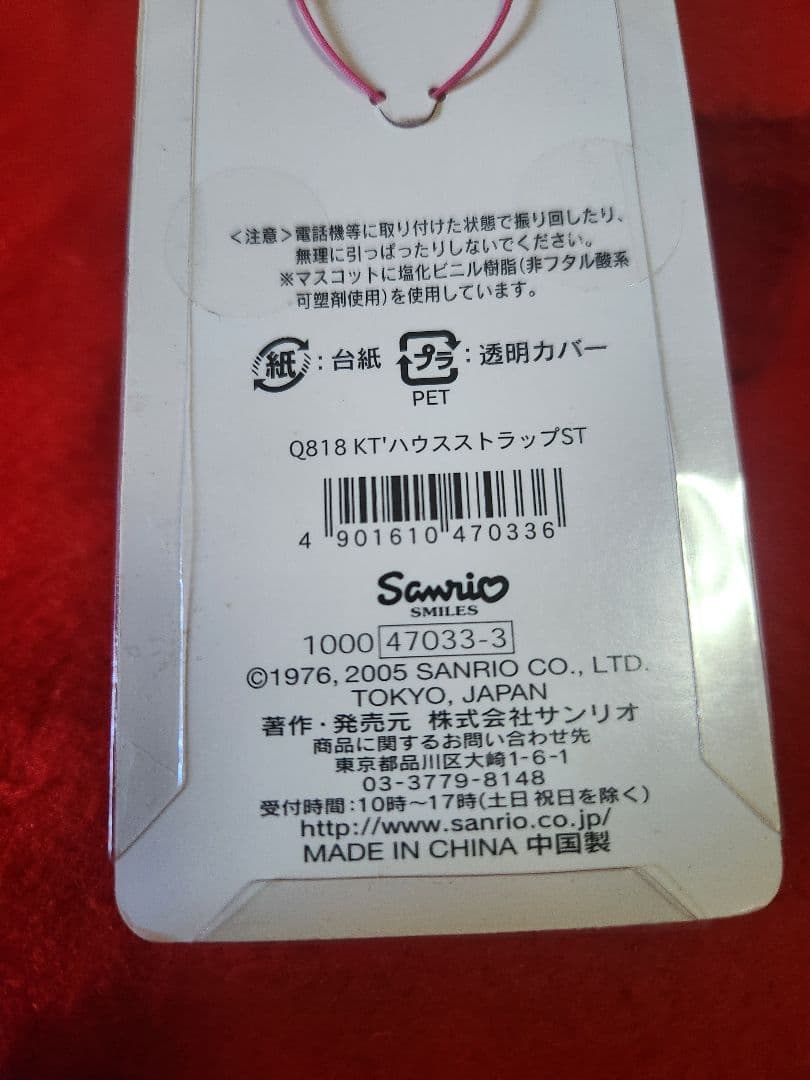 <注意>電話機等に取り付けた状態で振り回したり、
無理に引っぱったりしないでください。
※マスコットに塩化ビニル樹脂(非フタル酸系
可塑剤使用)を使用しています。
紙:台紙 プラ:透明カバー
PET
Q818 KT'ハウスストラップST
4 901610 470336
Sanrio
SMILES
1000 47033-3
©1976, 2005 SANRIO CO., LTD.
TOKYO, JAPAN
著作・発売元 株式会社サンリオ
商品に関するお問い合わせ先
東京都品川区大崎1-6-1
03-3779-8148
受付時間:10時～17時(土日祝日を除く)
http://www.sanrio.co.jp/
MADE IN CHINA 中国製